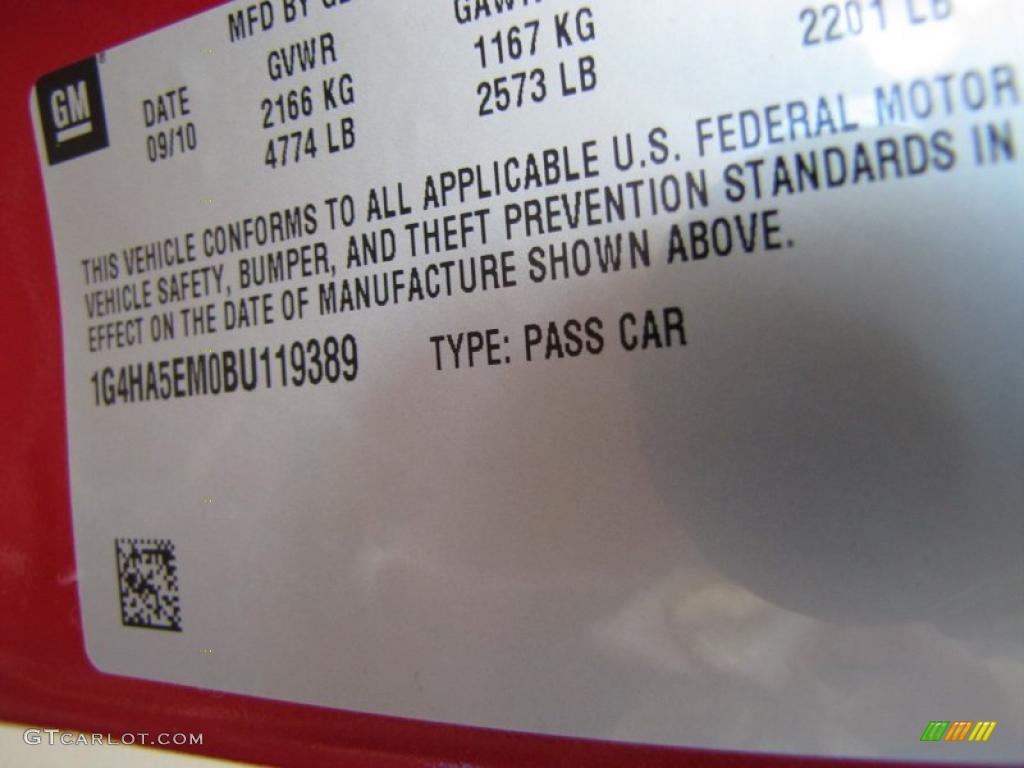 MFD BY
GVWR
2166 KG
4774 LB
1167 KG
2573 LB
2201 LB
GM
DATE
09/10
THIS VEHICLE CONFORMS TO ALL APPLICABLE U.S. FEDERAL MOTOR
VEHICLE SAFETY, BUMPER, AND THEFT PREVENTION STANDARDS IN
EFFECT ON THE DATE OF MANUFACTURE SHOWN ABOVE.
1G4HA5EM0BU119389 TYPE: PASS CAR
GTCARLOT.COM